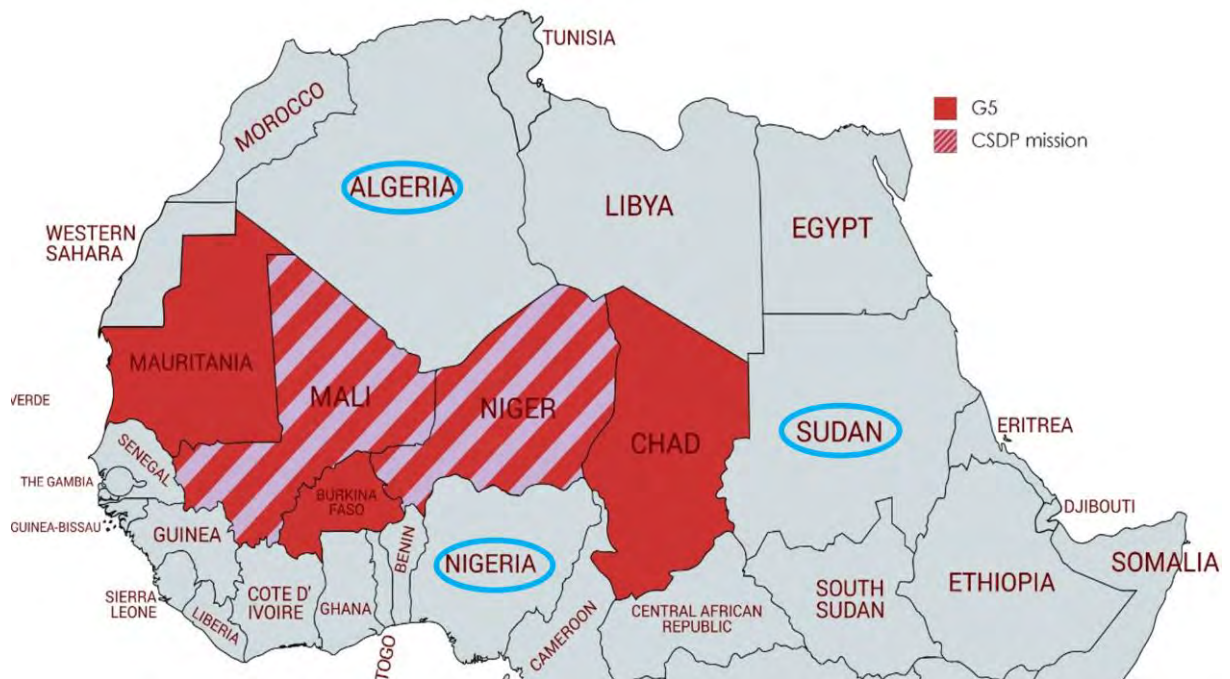 TUNISIA
G5
CSDP mission
MOROCCO
ALGERIA
LIBYA
EGYPT
WESTERN
SAHARA
MAURITANIA
MALI
NIGER
CHAD
SUDAN
ERITREA
VERDE
SENEGAL
THE GAMBIA
BURKINA
FASO
GUINEA-BISSAU
GUINEA
BENIN
NIGERIA
DJIBOUTI
SOMALIA
ETHIOPIA
SOUTH
SUDAN
SIERRA
LEONE
LIBERIA
COTE D'
IVOIRE
GHANA
TOGO
CAMEROON
CENTRAL AFRICAN
REPUBLIC